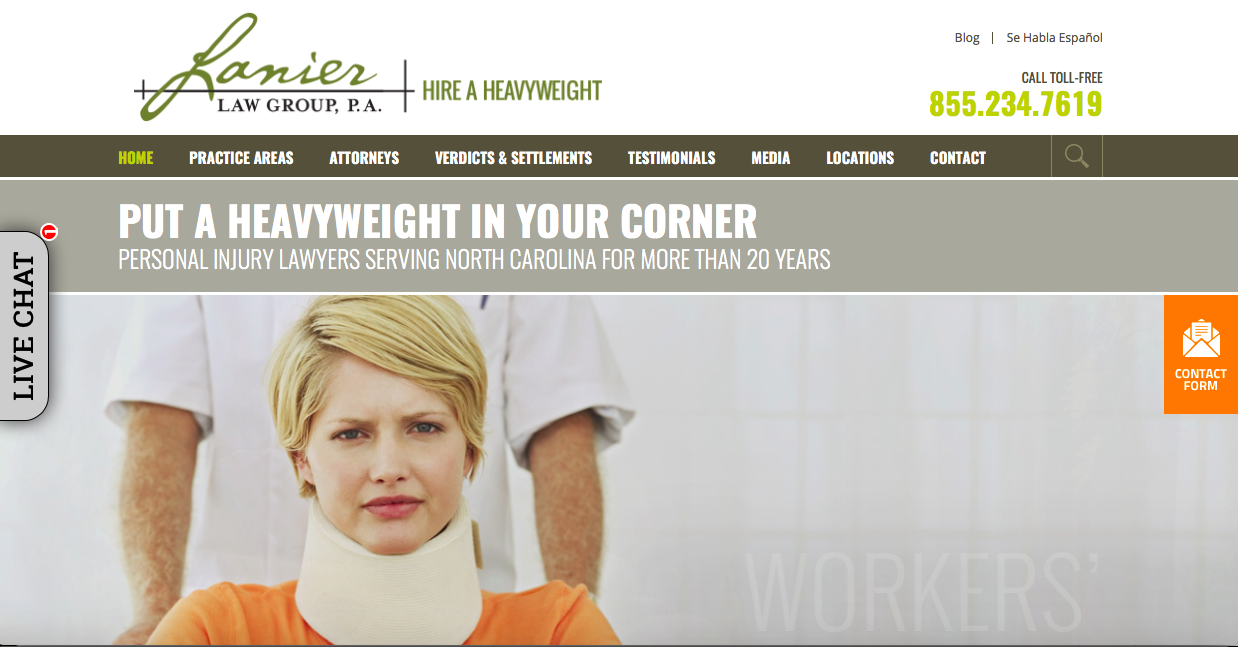 Blog | Se Habla Español
Lanier
LAW GROUP, P.A.
HIRE A HEAVYWEIGHT
CALL TOLL-FREE
855.234.7619
HOME PRACTICE AREAS ATTORNEYS VERDICTS & SETTLEMENTS TESTIMONIALS MEDIA LOCATIONS CONTACT
PUT A HEAVYWEIGHT IN YOUR CORNER
PERSONAL INJURY LAWYERS SERVING NORTH CAROLINA FOR MORE THAN 20 YEARS
1
LIVE CHAT
CONTACT
FORM
WORKERS’